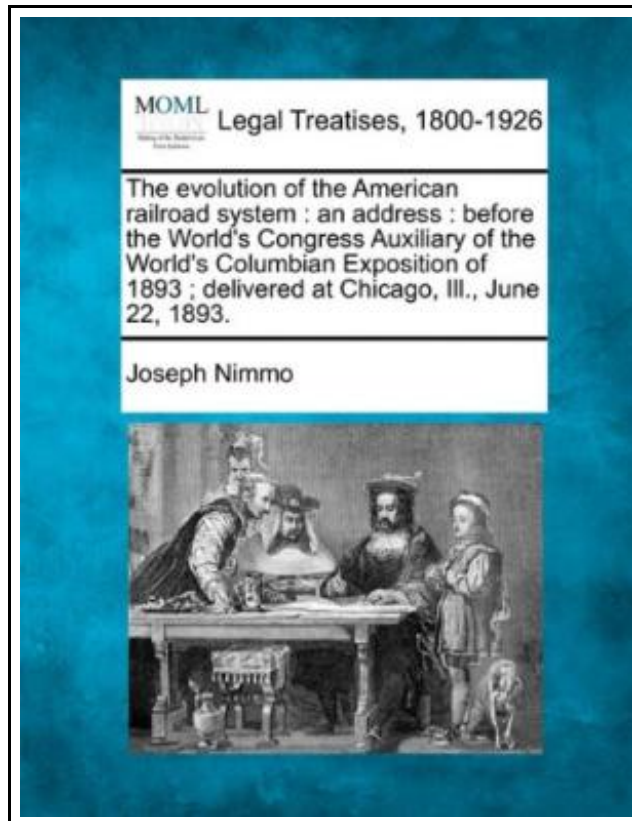 MOML
Legal Treatises, 1800-1926
The evolution of the American
railroad system : an address : before
the World's Congress Auxiliary of the
World's Columbian Exposition of
1893 ; delivered at Chicago, Ill., June
22, 1893.
Joseph Nimmo